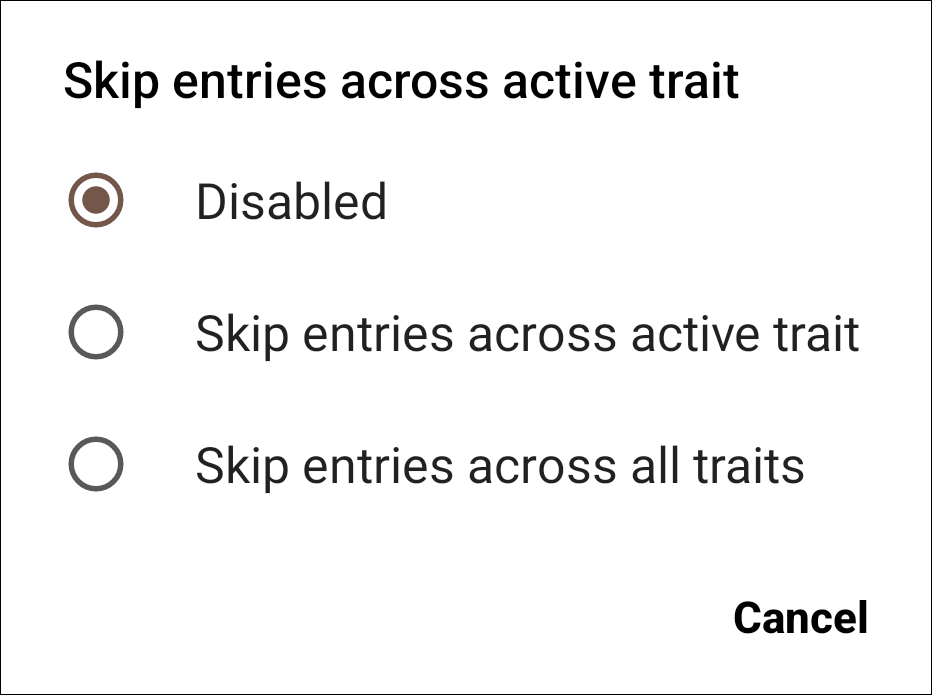 Skip entries across active trait
Disabled
Skip entries across active trait
Skip entries across all traits
Cancel